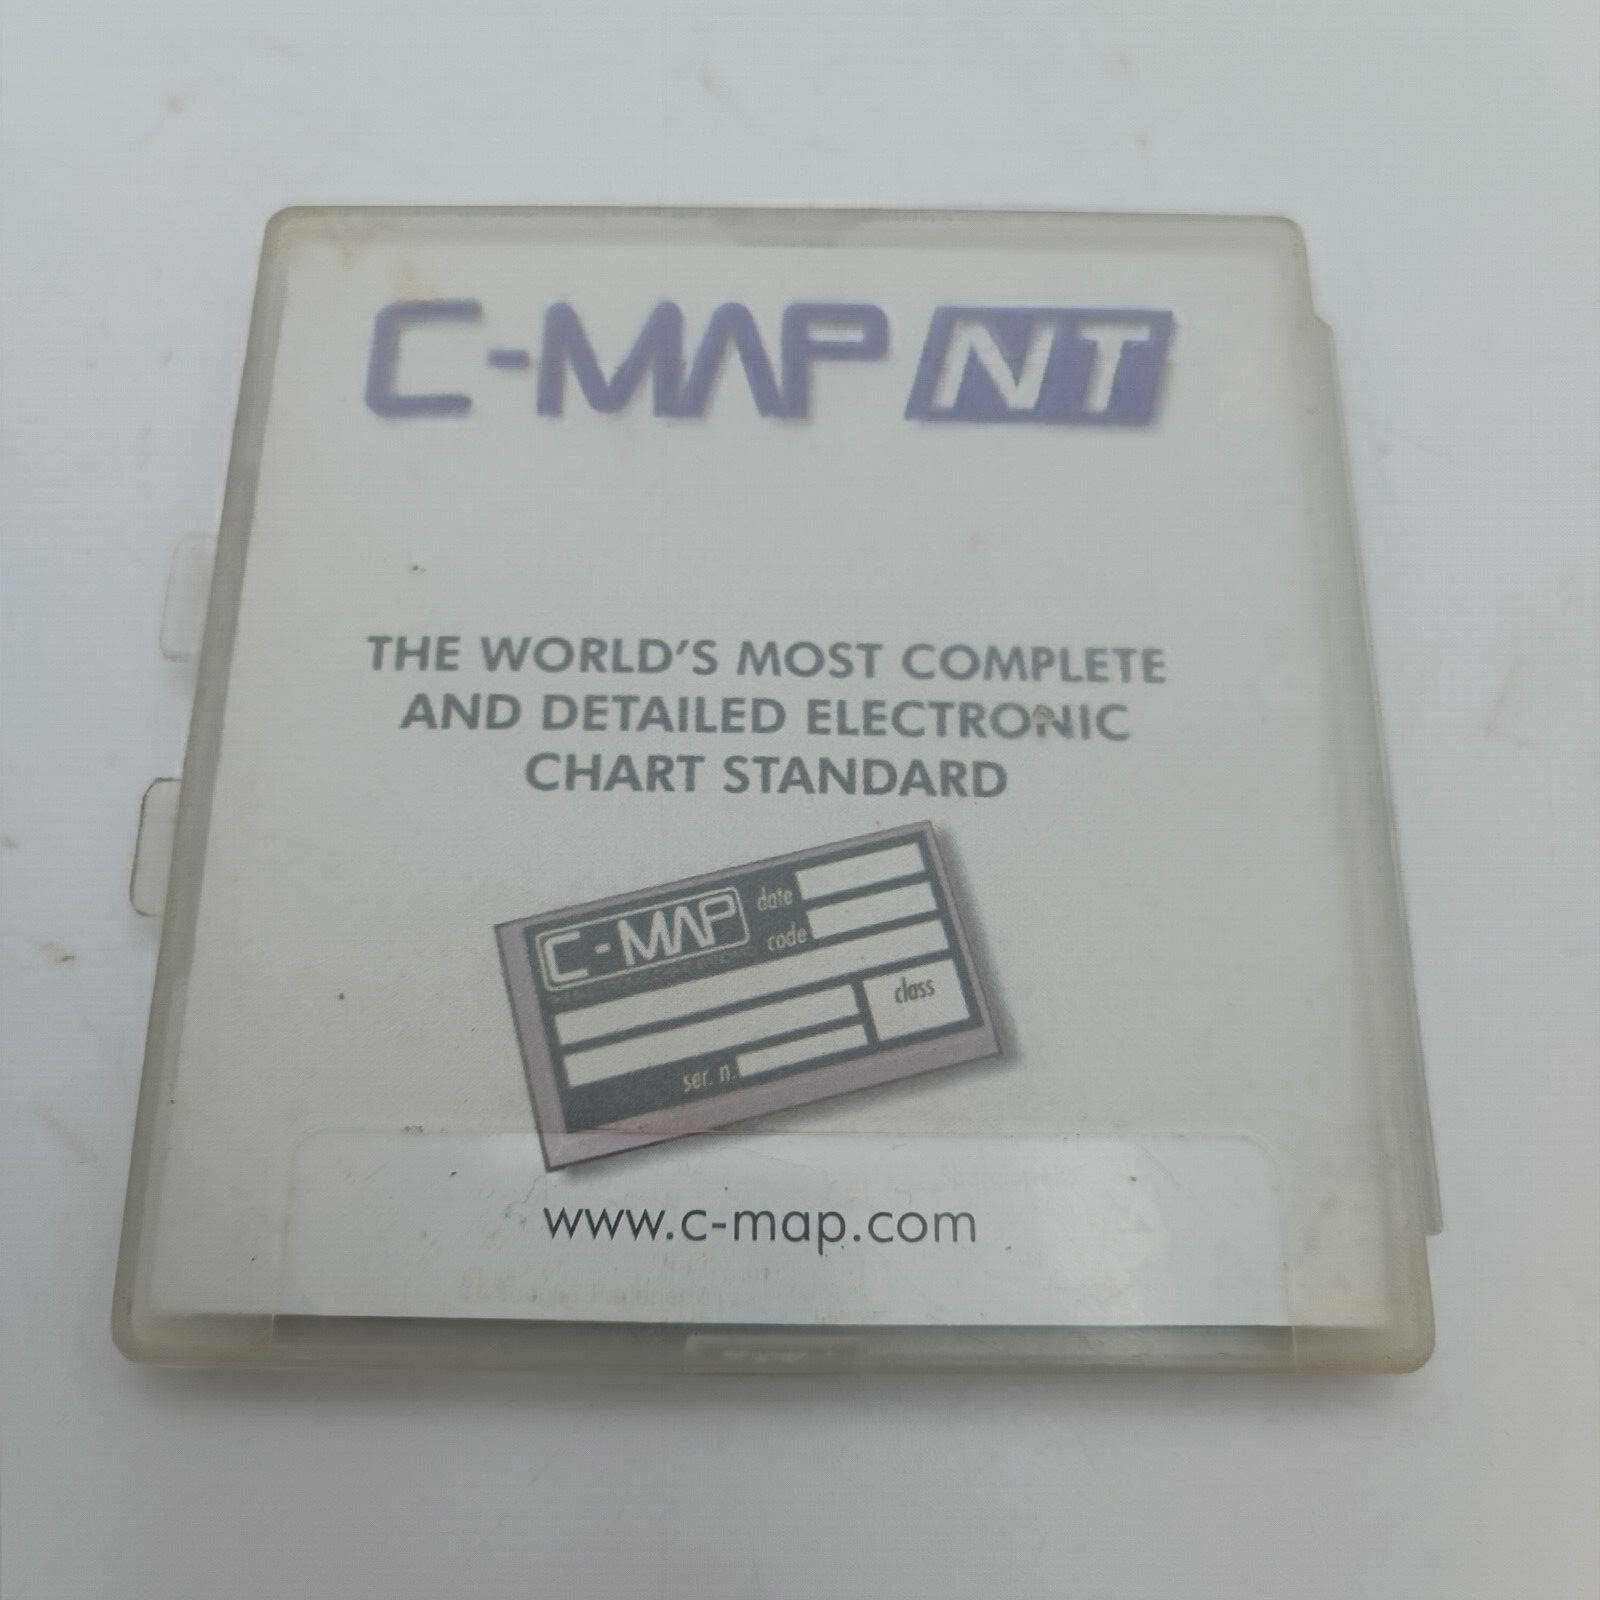 C-MAP NT
THE WORLD'S MOST COMPLETE
AND DETAILED ELECTRONIC
CHART STANDARD
C-MAP
date
code
class
ser. n.
www.c-map.com